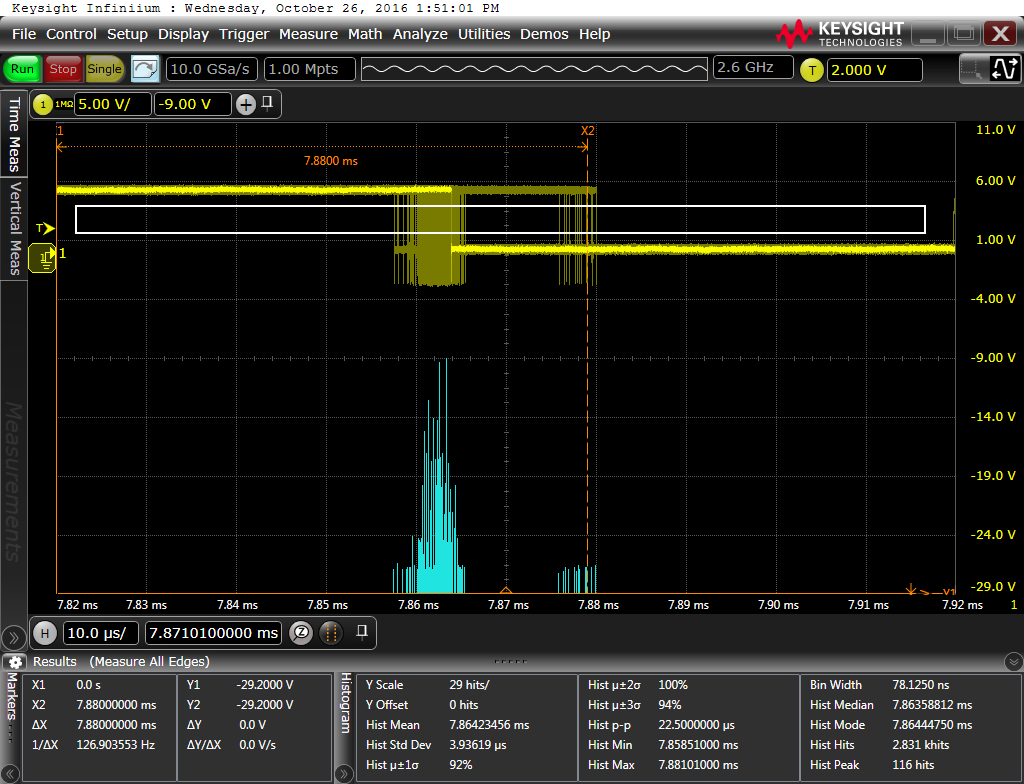 Keysight Infiniium : Wednesday, October 26, 2016 1:51:01 PM
File Control Setup Display Trigger Measure Math Analyze Utilities Demos Help
KEYSIGHT
TECHNOLOGIES
Run Stop Single 10.0 GSa/s 1.00 Mpts 2.6 GHz T 2.000 V
1 1MΩ 5.00 V/ -9.00 V
Time Meas
Vertical Meas
Measurements
1 X2 11.0 V
7.8800 ms
6.00 V
T
1.00 V
1 1
-4.00 V
-9.00 V
-14.0 V
-19.0 V
-24.0 V
-29.0 V
Y1
7.82 ms 7.83 ms 7.84 ms 7.85 ms 7.86 ms 7.87 ms 7.88 ms 7.89 ms 7.90 ms 7.91 ms 7.92 ms 1
H 10.0 µs/ 7.8710100000 ms
Results (Measure All Edges)
Markers...
X1 0.0 s Y1 -29.2000 V
X2 7.88000000 ms Y2 -29.2000 V
ΔX 7.88000000 ms ΔY 0.0 V
1/ΔX 126.903553 Hz ΔY/ΔX 0.0 V/s
Histogram
Y Scale 29 hits/ Hist µ±2σ 100% Bin Width 78.1250 ns
Y Offset 0 hits Hist µ±3σ 94% Hist Median 7.86358812 ms
Hist Mean 7.86423456 ms Hist p-p 22.5000000 µs Hist Mode 7.86444750 ms
Hist Std Dev 3.93619 µs Hist Min 7.85851000 ms Hist Hits 2.831 khits
Hist µ±1σ 92% Hist Max 7.88101000 ms Hist Peak 116 hits